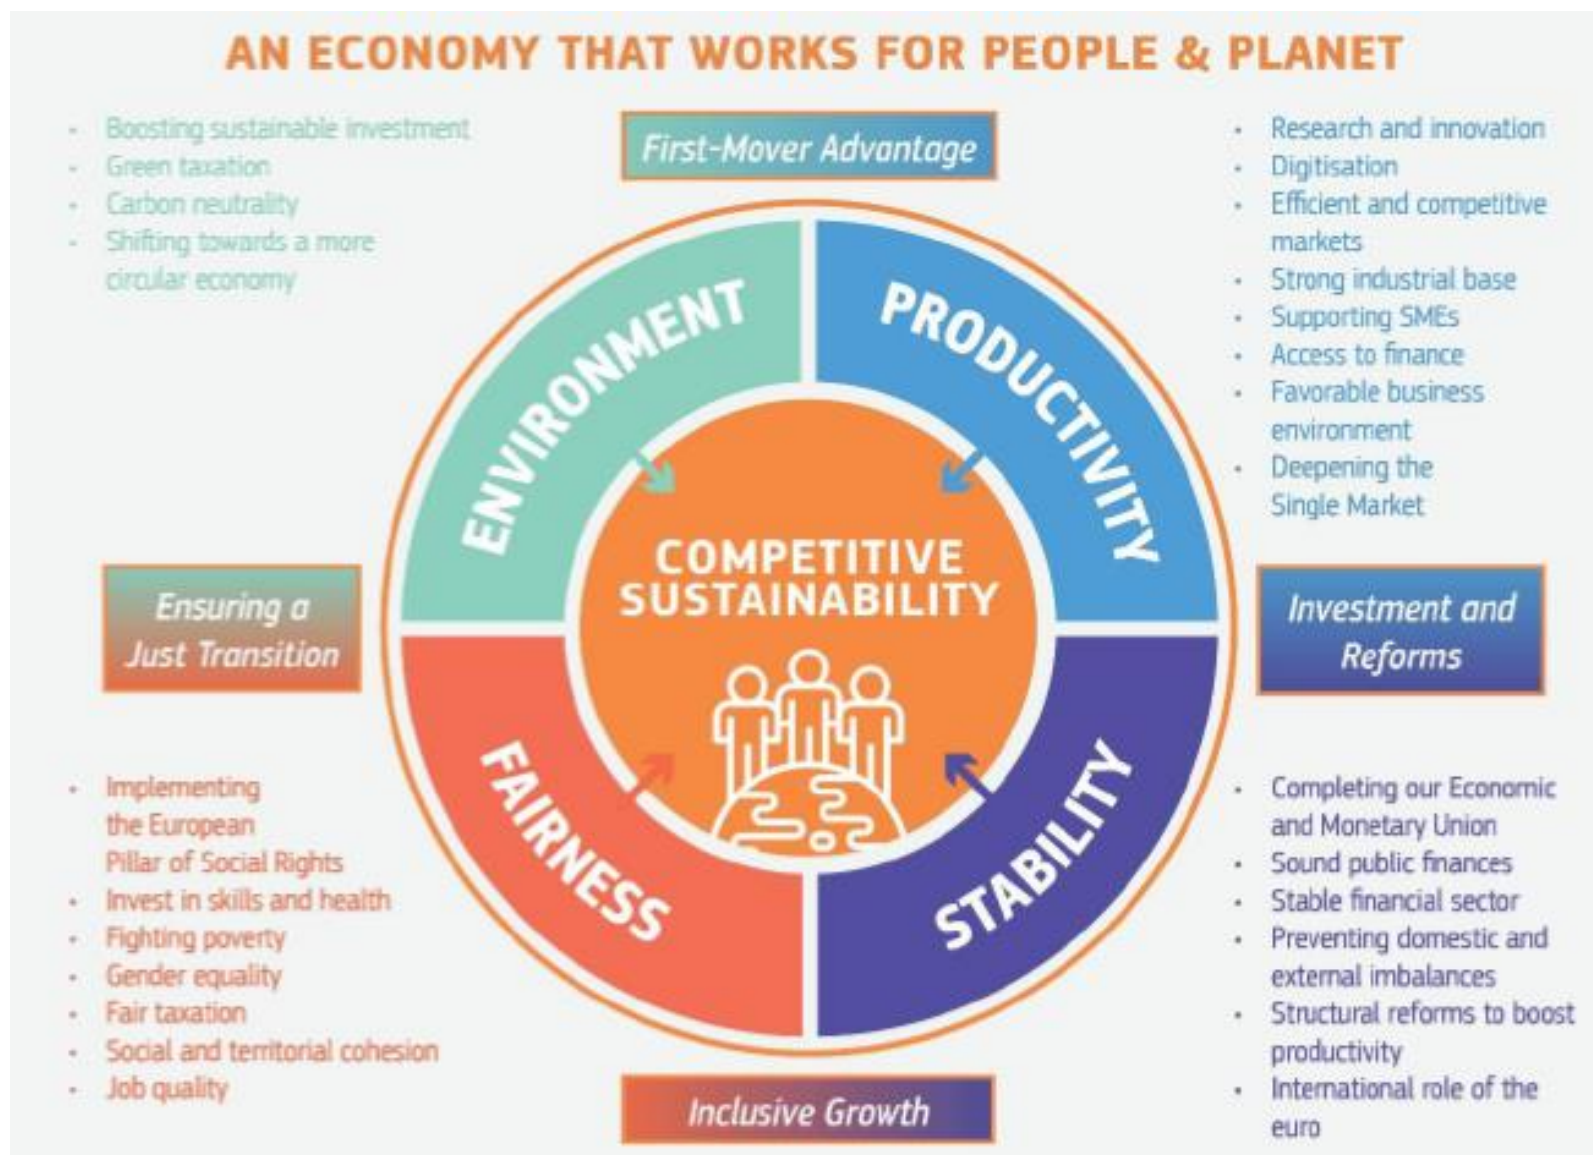 AN ECONOMY THAT WORKS FOR PEOPLE & PLANET
• Boosting sustainable investment
• Green taxation
• Carbon neutrality
• Shifting towards a more
circular economy
First-Mover Advantage
• Research and innovation
• Digitisation
• Efficient and competitive
markets
• Strong industrial base
• Supporting SMEs
• Access to finance
• Favorable business
environment
• Deepening the
Single Market
ENVIRONMENT
PRODUCTIVITY
COMPETITIVE
SUSTAINABILITY
Ensuring a
Just Transition
Investment and
Reforms
FAIRNESS
STABILITY
• Implementing
the European
Pillar of Social Rights
• Invest in skills and health
• Fighting poverty
• Gender equality
• Fair taxation
• Social and territorial cohesion
• Job quality
• Completing our Economic
and Monetary Union
• Sound public finances
• Stable financial sector
• Preventing domestic and
external imbalances
• Structural reforms to boost
productivity
• International role of the
euro
Inclusive Growth